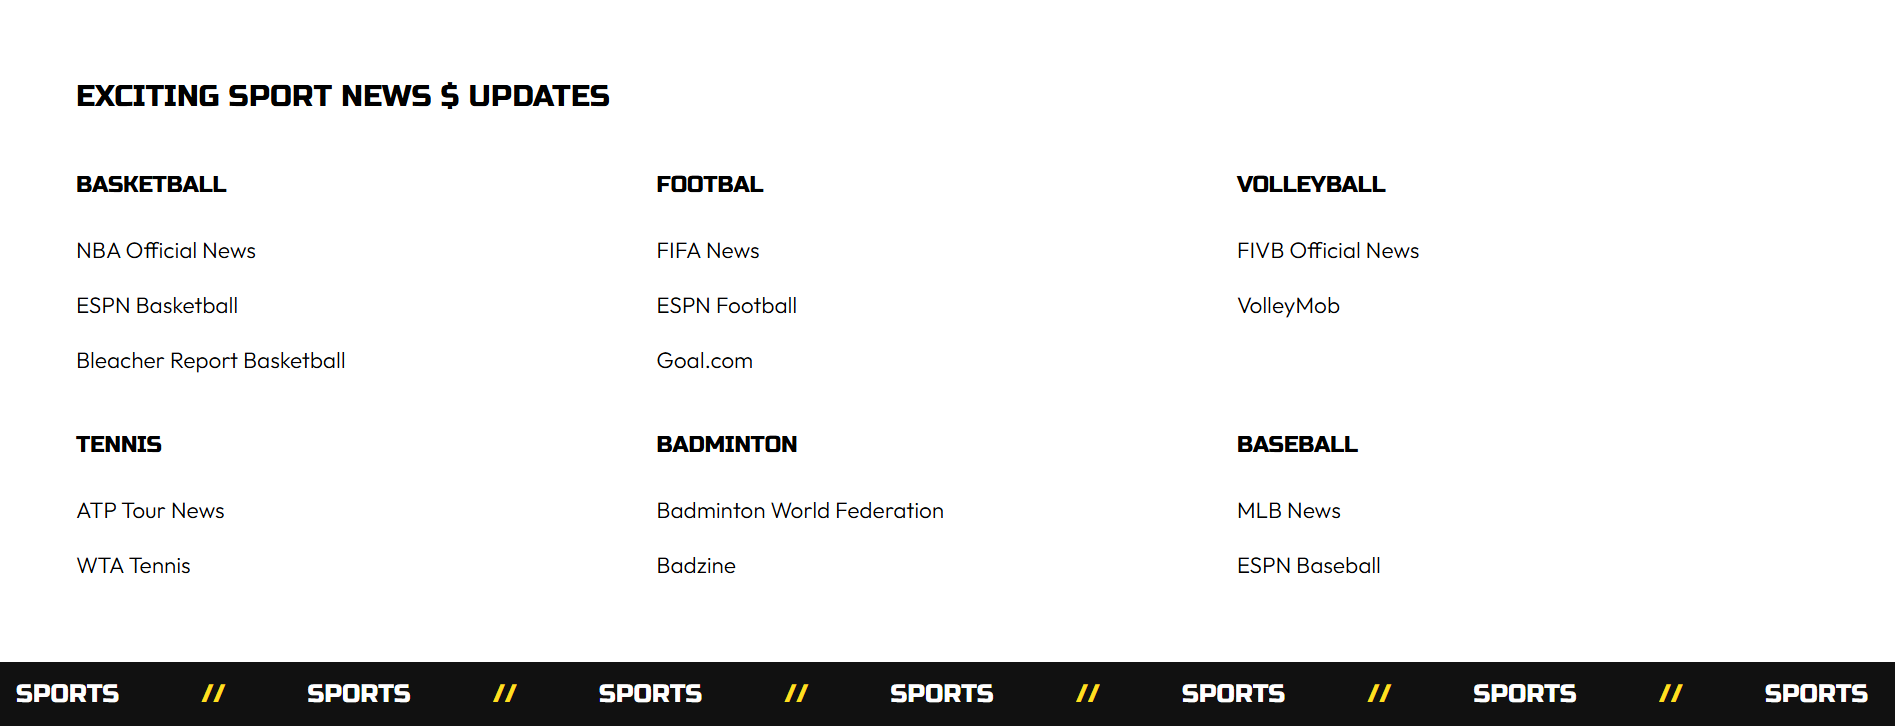 EXCITING SPORT NEWS $ UPDATES
BASKETBALL
NBA Official News
ESPN Basketball
Bleacher Report Basketball
FOOTBAL
FIFA News
ESPN Football
Goal.com
VOLLEYBALL
FIVB Official News
VolleyMob
TENNIS
ATP Tour News
WTA Tennis
BADMINTON
Badminton World Federation
Badzine
BASEBALL
MLB News
ESPN Baseball
SPORTS // SPORTS // SPORTS // SPORTS // SPORTS // SPORTS // SPORTS